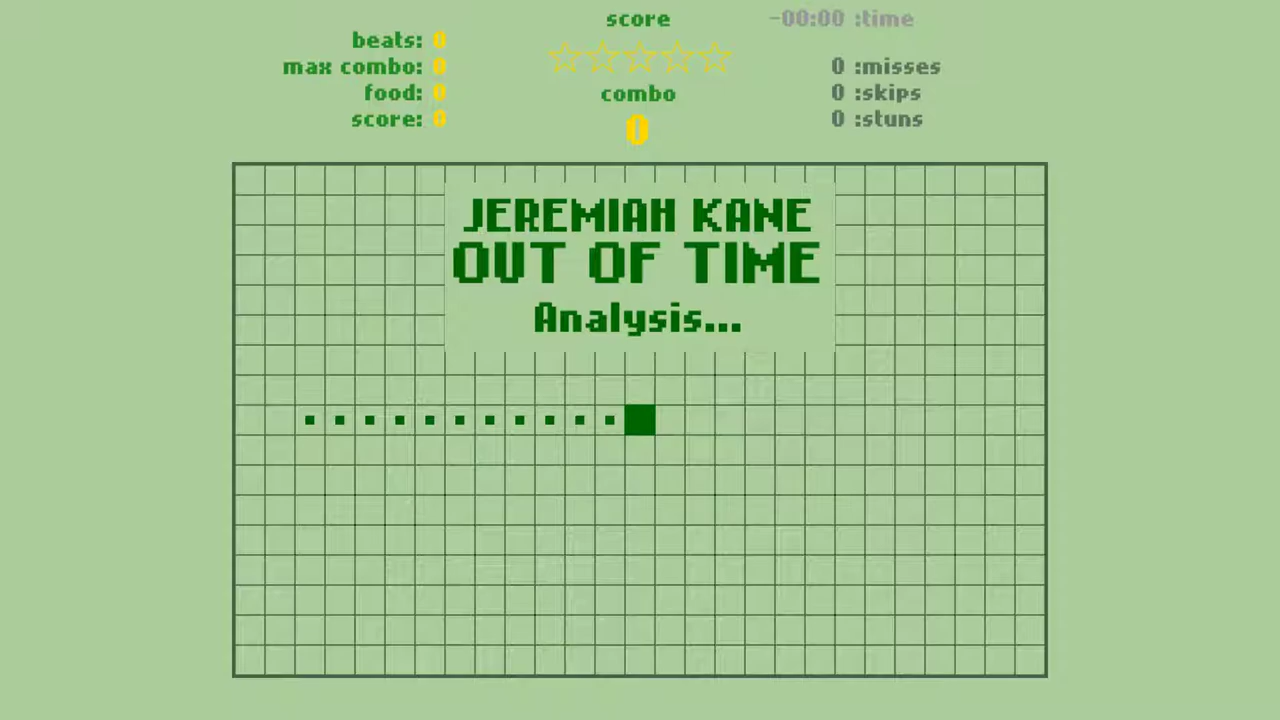 beats: 0
max combo: 0
food: 0
score: 0
score
combo
0
-00:00 :time
0 :misses
0 :skips
0 :stuns
JEREMIAH KANE
OUT OF TIME
Analysis...